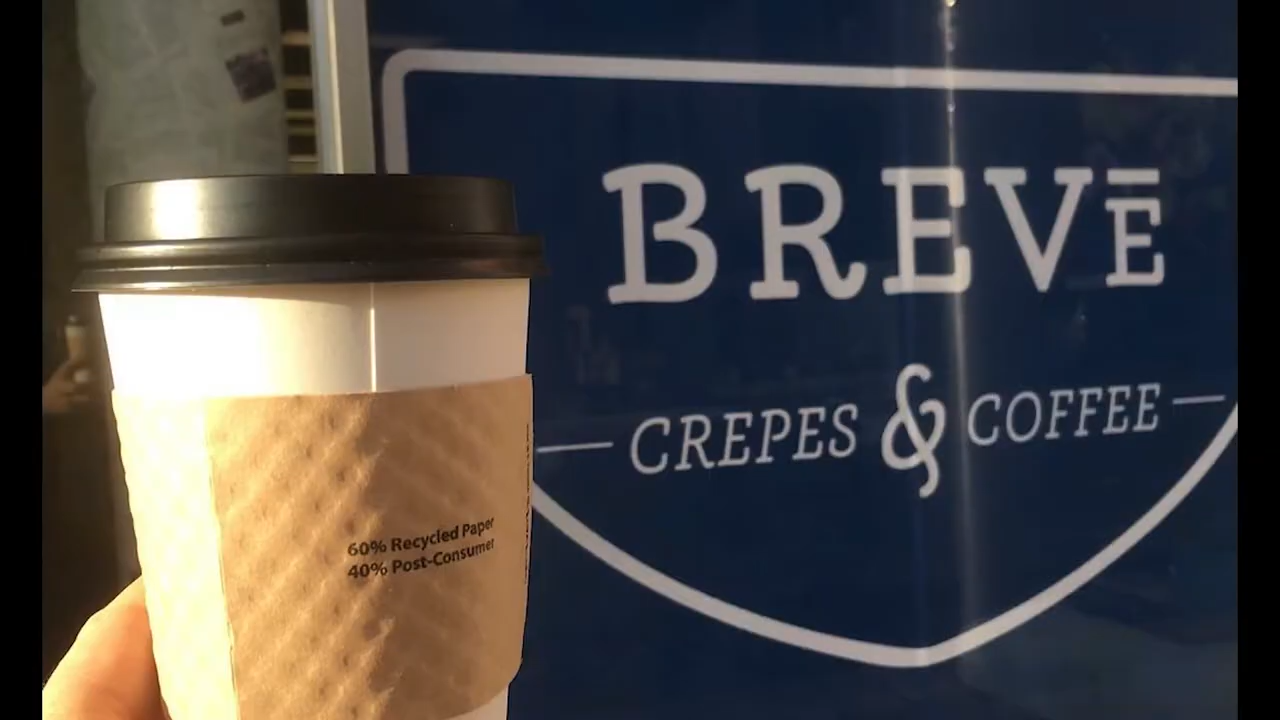 BREVĒ
CREPES & COFFEE
60% Recycled Paper
40% Post-Consumer